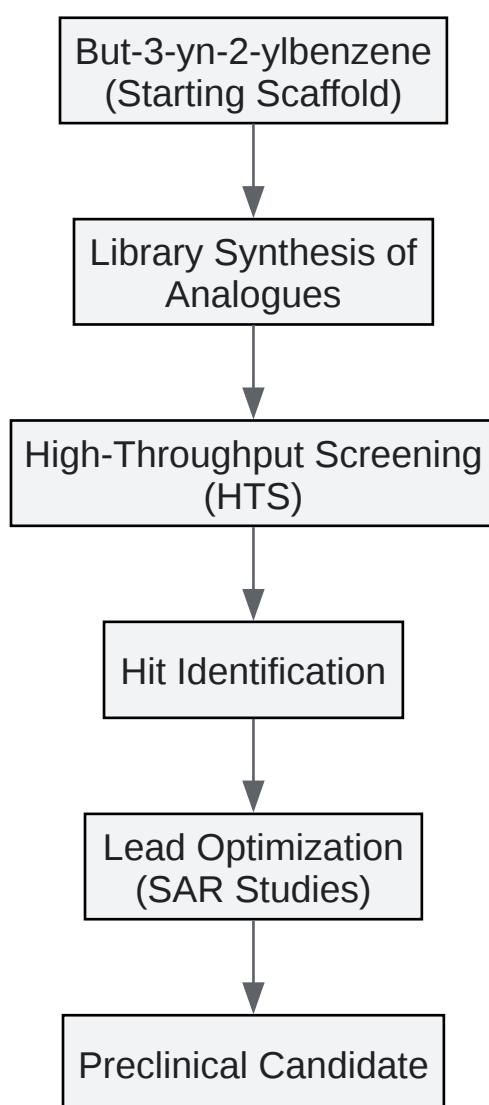 But-3-yn-2-ylbenzene
(Starting Scaffold)
Library Synthesis of
Analogues
High-Throughput Screening
(HTS)
Hit Identification
Lead Optimization
(SAR Studies)
Preclinical Candidate